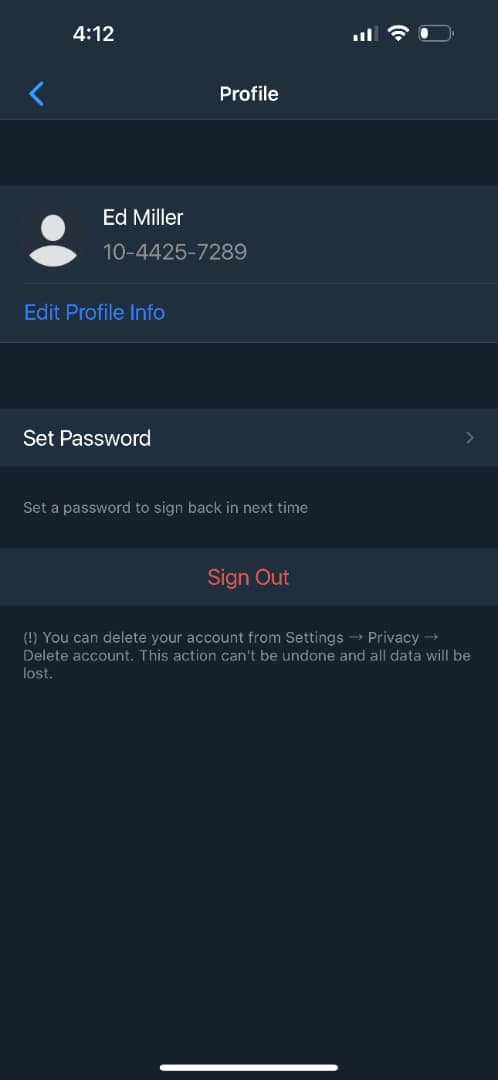 4:12
Profile
Ed Miller
10-4425-7289
Edit Profile Info
Set Password
Set a password to sign back in next time
Sign Out
(!) You can delete your account from Settings → Privacy →
Delete account. This action can't be undone and all data will be
lost.